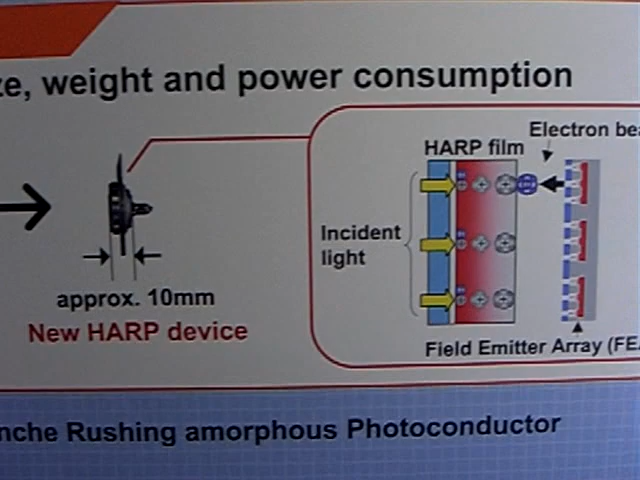 ze, weight and power consumption
Electron bea
HARP film
Incident
light
approx. 10mm
New HARP device
Field Emitter Array (FEA
nche Rushing amorphous Photoconductor